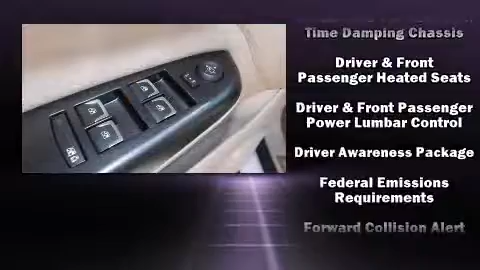 Time Damping Chassis
Driver & Front
Passenger Heated Seats
Driver & Front Passenger
Power Lumbar Control
Driver Awareness Package
Federal Emissions
Requirements
Forward Collision Alert